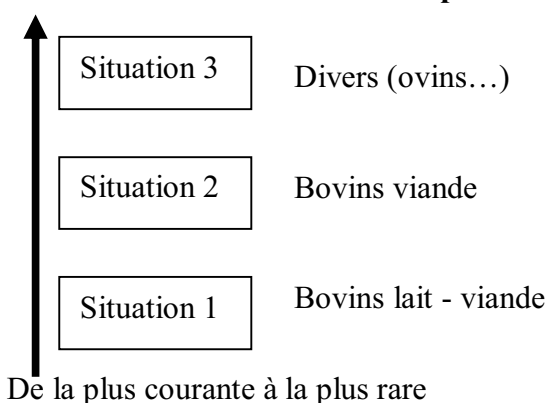 Situation 3
Divers (ovins…)
Situation 2
Bovins viande
Situation 1
Bovins lait - viande
De la plus courante à la plus rare